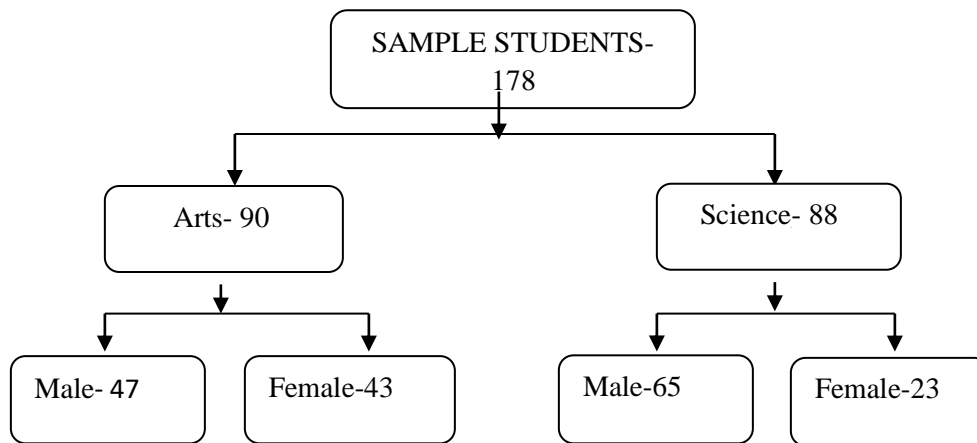 SAMPLE STUDENTS-
178
Arts- 90
Science- 88
Male- 47
Female-43
Male-65
Female-23